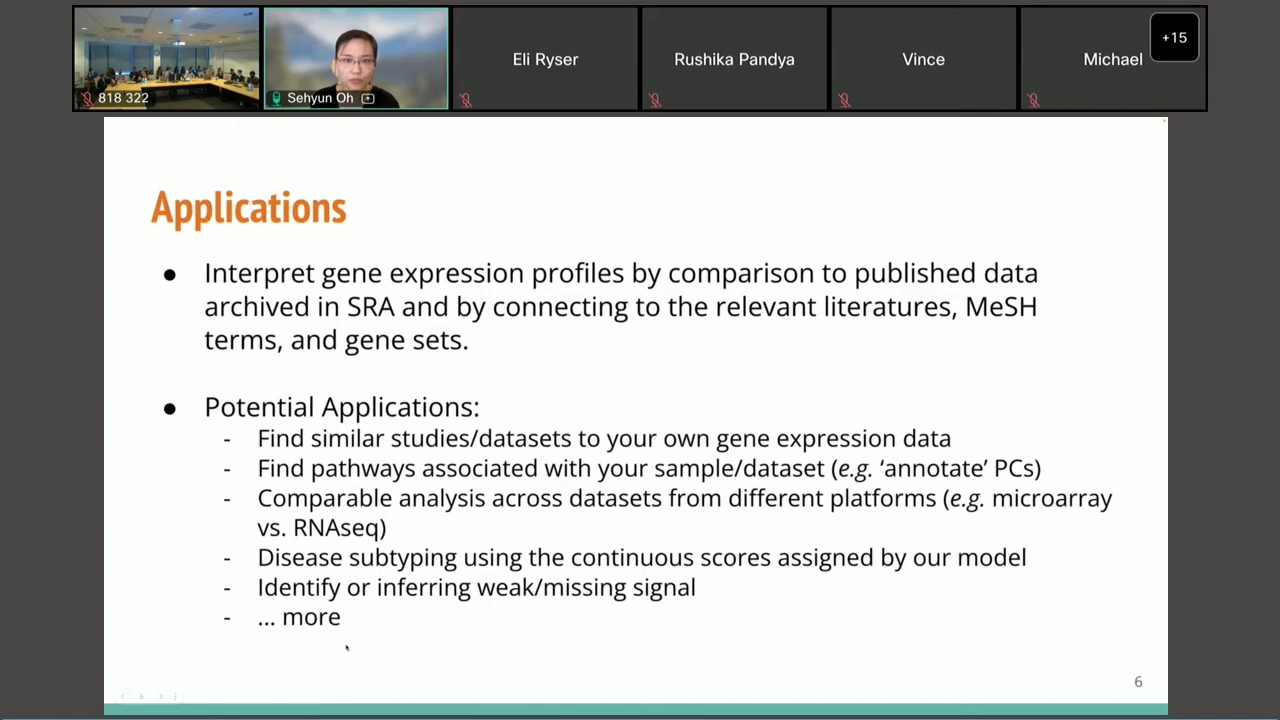 818 322
Sehyun Oh
Eli Ryser
Rushika Pandya
Vince
Michael
+15
Applications
● Interpret gene expression profiles by comparison to published data
archived in SRA and by connecting to the relevant literatures, MeSH
terms, and gene sets.
● Potential Applications:
- Find similar studies/datasets to your own gene expression data
- Find pathways associated with your sample/dataset (e.g. ‘annotate’ PCs)
- Comparable analysis across datasets from different platforms (e.g. microarray
vs. RNAseq)
- Disease subtyping using the continuous scores assigned by our model
- Identify or inferring weak/missing signal
- ... more
6